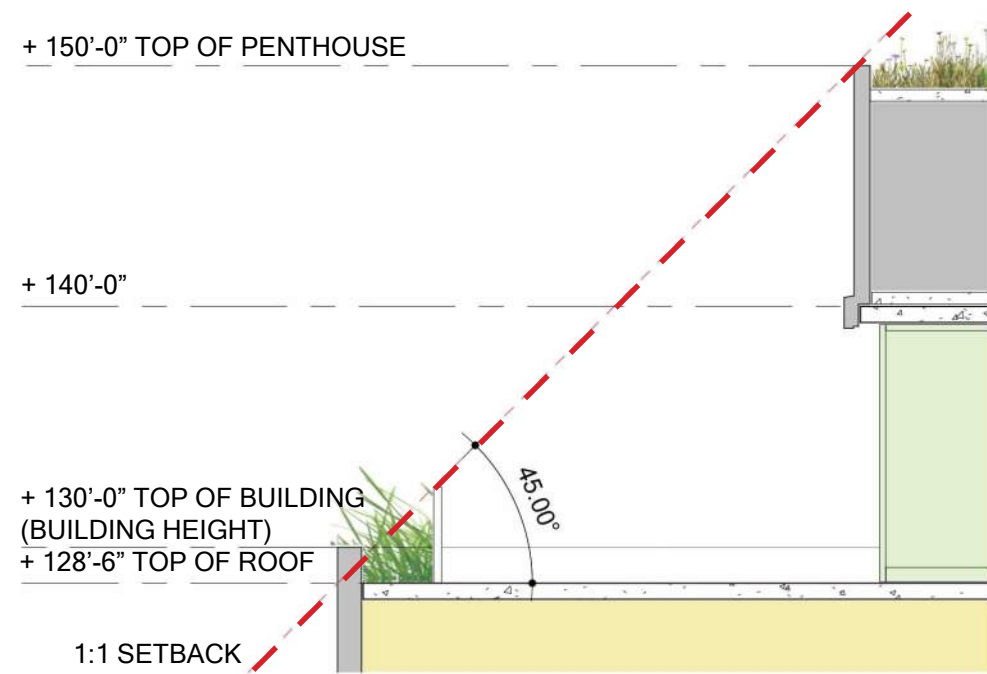 + 150’-0” TOP OF PENTHOUSE
+ 140’-0”
45.00°
+ 130’-0” TOP OF BUILDING
(BUILDING HEIGHT)
+ 128’-6” TOP OF ROOF
1:1 SETBACK